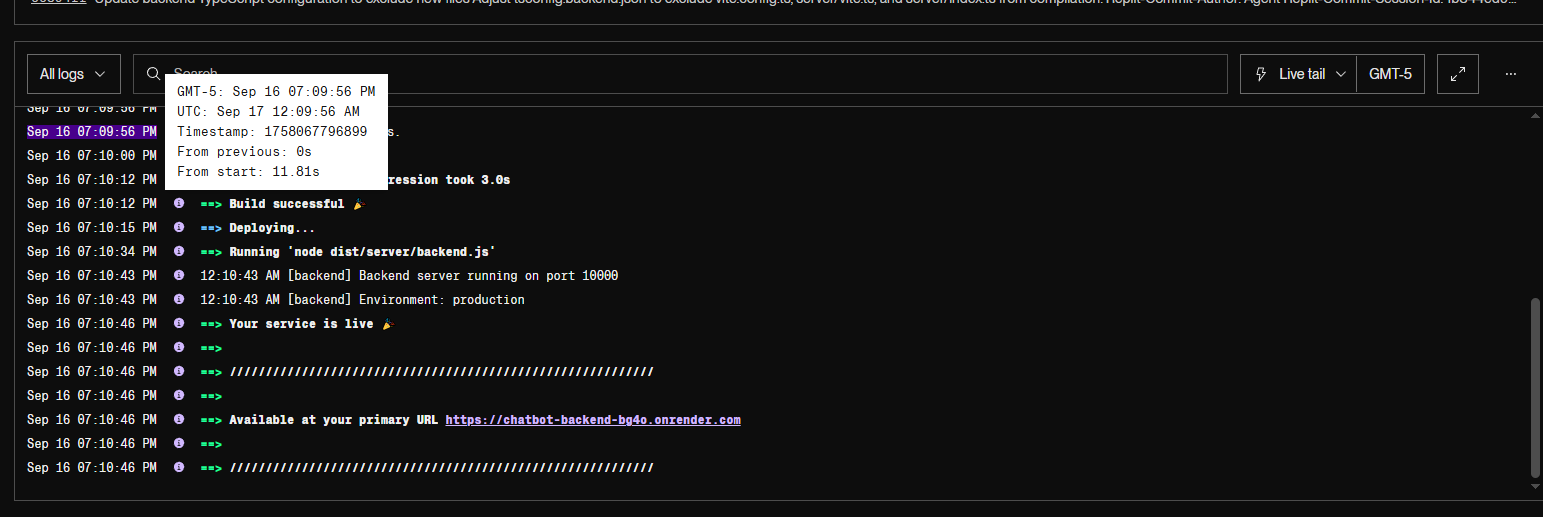 Update backend TypeScript configuration to exclude new files Adjust tsconfig.backend.json to exclude vite.config.ts, server/vite.ts, and server/index.ts from compilation. Replit-Commit-Author: Agent Replit-Commit-Session-Id:
All logs
Search
Live tail
GMT-5
...
GMT-5: Sep 16 07:09:56 PM
UTC: Sep 17 12:09:56 AM
Timestamp: 1758067796899
From previous: 0s
From start: 11.81s
Sep 16 07:09:56 PM
Sep 16 07:09:56 PM s.
Sep 16 07:10:00 PM
Sep 16 07:10:12 PM ression took 3.0s
Sep 16 07:10:12 PM ==> Build successful 🎉
Sep 16 07:10:15 PM ==> Deploying...
Sep 16 07:10:34 PM ==> Running 'node dist/server/backend.js'
Sep 16 07:10:43 PM 12:10:43 AM [backend] Backend server running on port 10000
Sep 16 07:10:43 PM 12:10:43 AM [backend] Environment: production
Sep 16 07:10:46 PM ==> Your service is live 🎉
Sep 16 07:10:46 PM ==>
Sep 16 07:10:46 PM ==> ///////////////////////////////////////////////////////////
Sep 16 07:10:46 PM ==>
Sep 16 07:10:46 PM ==> Available at your primary URL https://chatbot-backend-bg4o.onrender.com
Sep 16 07:10:46 PM ==>
Sep 16 07:10:46 PM ==> ///////////////////////////////////////////////////////////